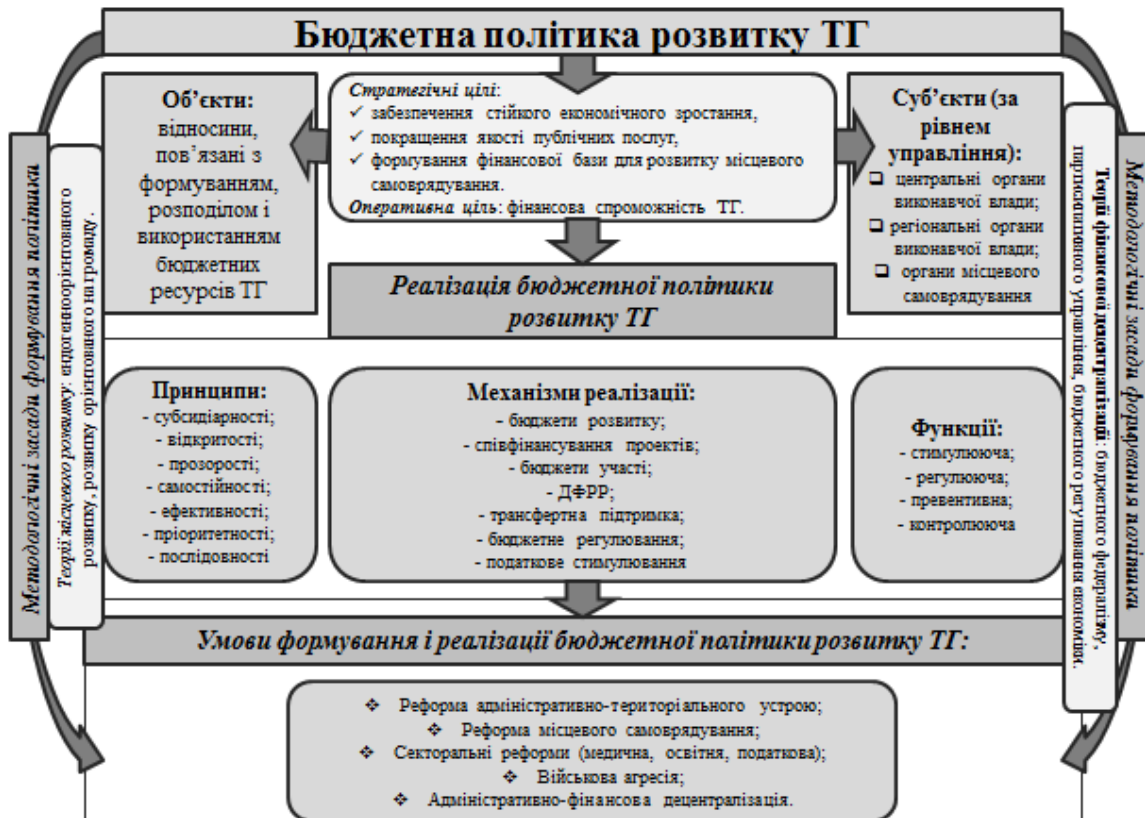 Бюджетна політика розвитку ТГ
Об’єкти:
відносини,
пов’язані з
формуванням,
розподілом і
використанням
бюджетних
ресурсів ТГ
Стратегічні цілі:
✓ забезпечення стійкого економічного зростання,
✓ покращення якості публічних послуг,
✓ формування фінансової бази для розвитку місцевого
самоврядування.
Оперативна ціль: фінансова спроможність ТГ.
Суб’єкти (за
рівнем
управління):
❑ центральні органи
виконавчої влади;
❑ регіональні органи
виконавчої влади;
❑ органи місцевого
самоврядування
Реалізація бюджетної політики
розвитку ТГ
Методологічні засади формування політики
Теорії місцевого розвитку: ендогенноорієнтованого
розвитку, розвитку орієнтованого на громаду.
Принципи:
- субсидіарності;
- відкритості;
- прозорості;
- самостійності;
- ефективності;
- пріоритетності;
- послідовності
Механізми реалізації:
- бюджети розвитку;
- співфінансування проектів;
- бюджети участі;
- ДФРР;
- трансфертна підтримка;
- бюджетне регулювання;
- податкове стимулювання
Функції:
- стимулююча;
- регулююча;
- превентивна;
- контролююча
Методологічні засади формування політики
Теорії фінансової децентралізації: бюджетного федералізму,
партисипативного управління, бюджетного регулювання економіки.
Умови формування і реалізації бюджетної політики розвитку ТГ:
❖ Реформа адміністративно-територіального устрою;
❖ Реформа місцевого самоврядування;
❖ Секторальні реформи (медична, освітня, податкова);
❖ Військова агресія;
❖ Адміністративно-фінансова децентралізація.